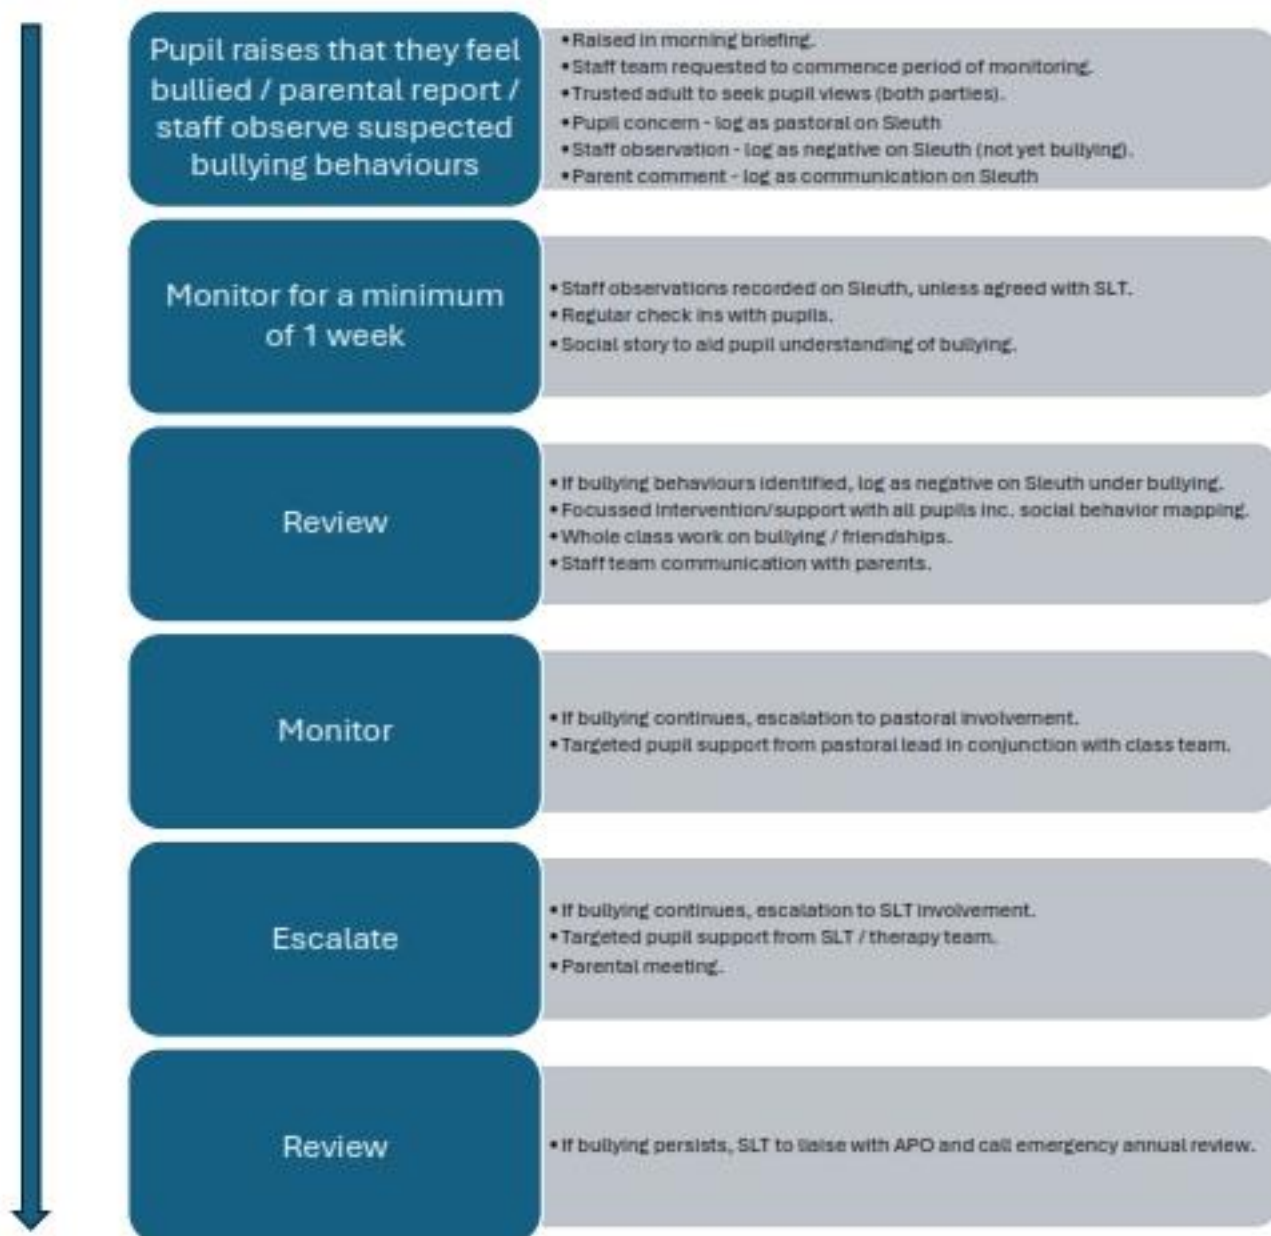 Pupil raises that they feel
bullied / parental report /
staff observe suspected
bullying behaviours
• Raised in morning briefing.
• Staff team requested to commence period of monitoring.
• Trusted adult to seek pupil views (both parties).
• Pupil concern - log as pastoral on Sleuth
• Staff observation - log as negative on Sleuth (not yet bullying).
• Parent comment - log as communication on Sleuth
Monitor for a minimum
of 1 week
• Staff observations recorded on Sleuth, unless agreed with SLT.
• Regular check ins with pupils.
• Social story to aid pupil understanding of bullying.
Review
• If bullying behaviours identified, log as negative on Sleuth under bullying.
• Focussed intervention/support with all pupils inc. social behavior mapping.
• Whole class work on bullying / friendships.
• Staff team communication with parents.
Monitor
• If bullying continues, escalation to pastoral involvement.
• Targeted pupil support from pastoral lead in conjunction with class team.
Escalate
• If bullying continues, escalation to SLT involvement.
• Targeted pupil support from SLT / therapy team.
• Parental meeting.
Review
• If bullying persists, SLT to liaise with APO and call emergency annual review.